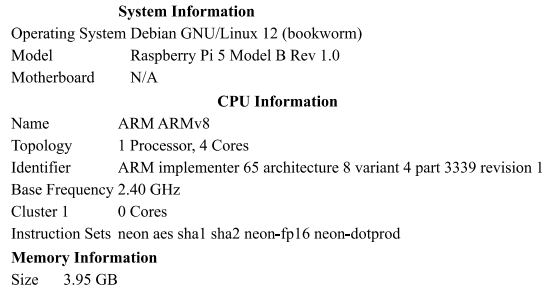 System Information
Operating System Debian GNU/Linux 12 (bookworm)
Model Raspberry Pi 5 Model B Rev 1.0
Motherboard N/A
CPU Information
Name ARM ARMv8
Topology 1 Processor, 4 Cores
Identifier ARM implementer 65 architecture 8 variant 4 part 3339 revision 1
Base Frequency 2.40 GHz
Cluster 1 0 Cores
Instruction Sets neon aes sha1 sha2 neon-fp16 neon-dotprod
Memory Information
Size 3.95 GB